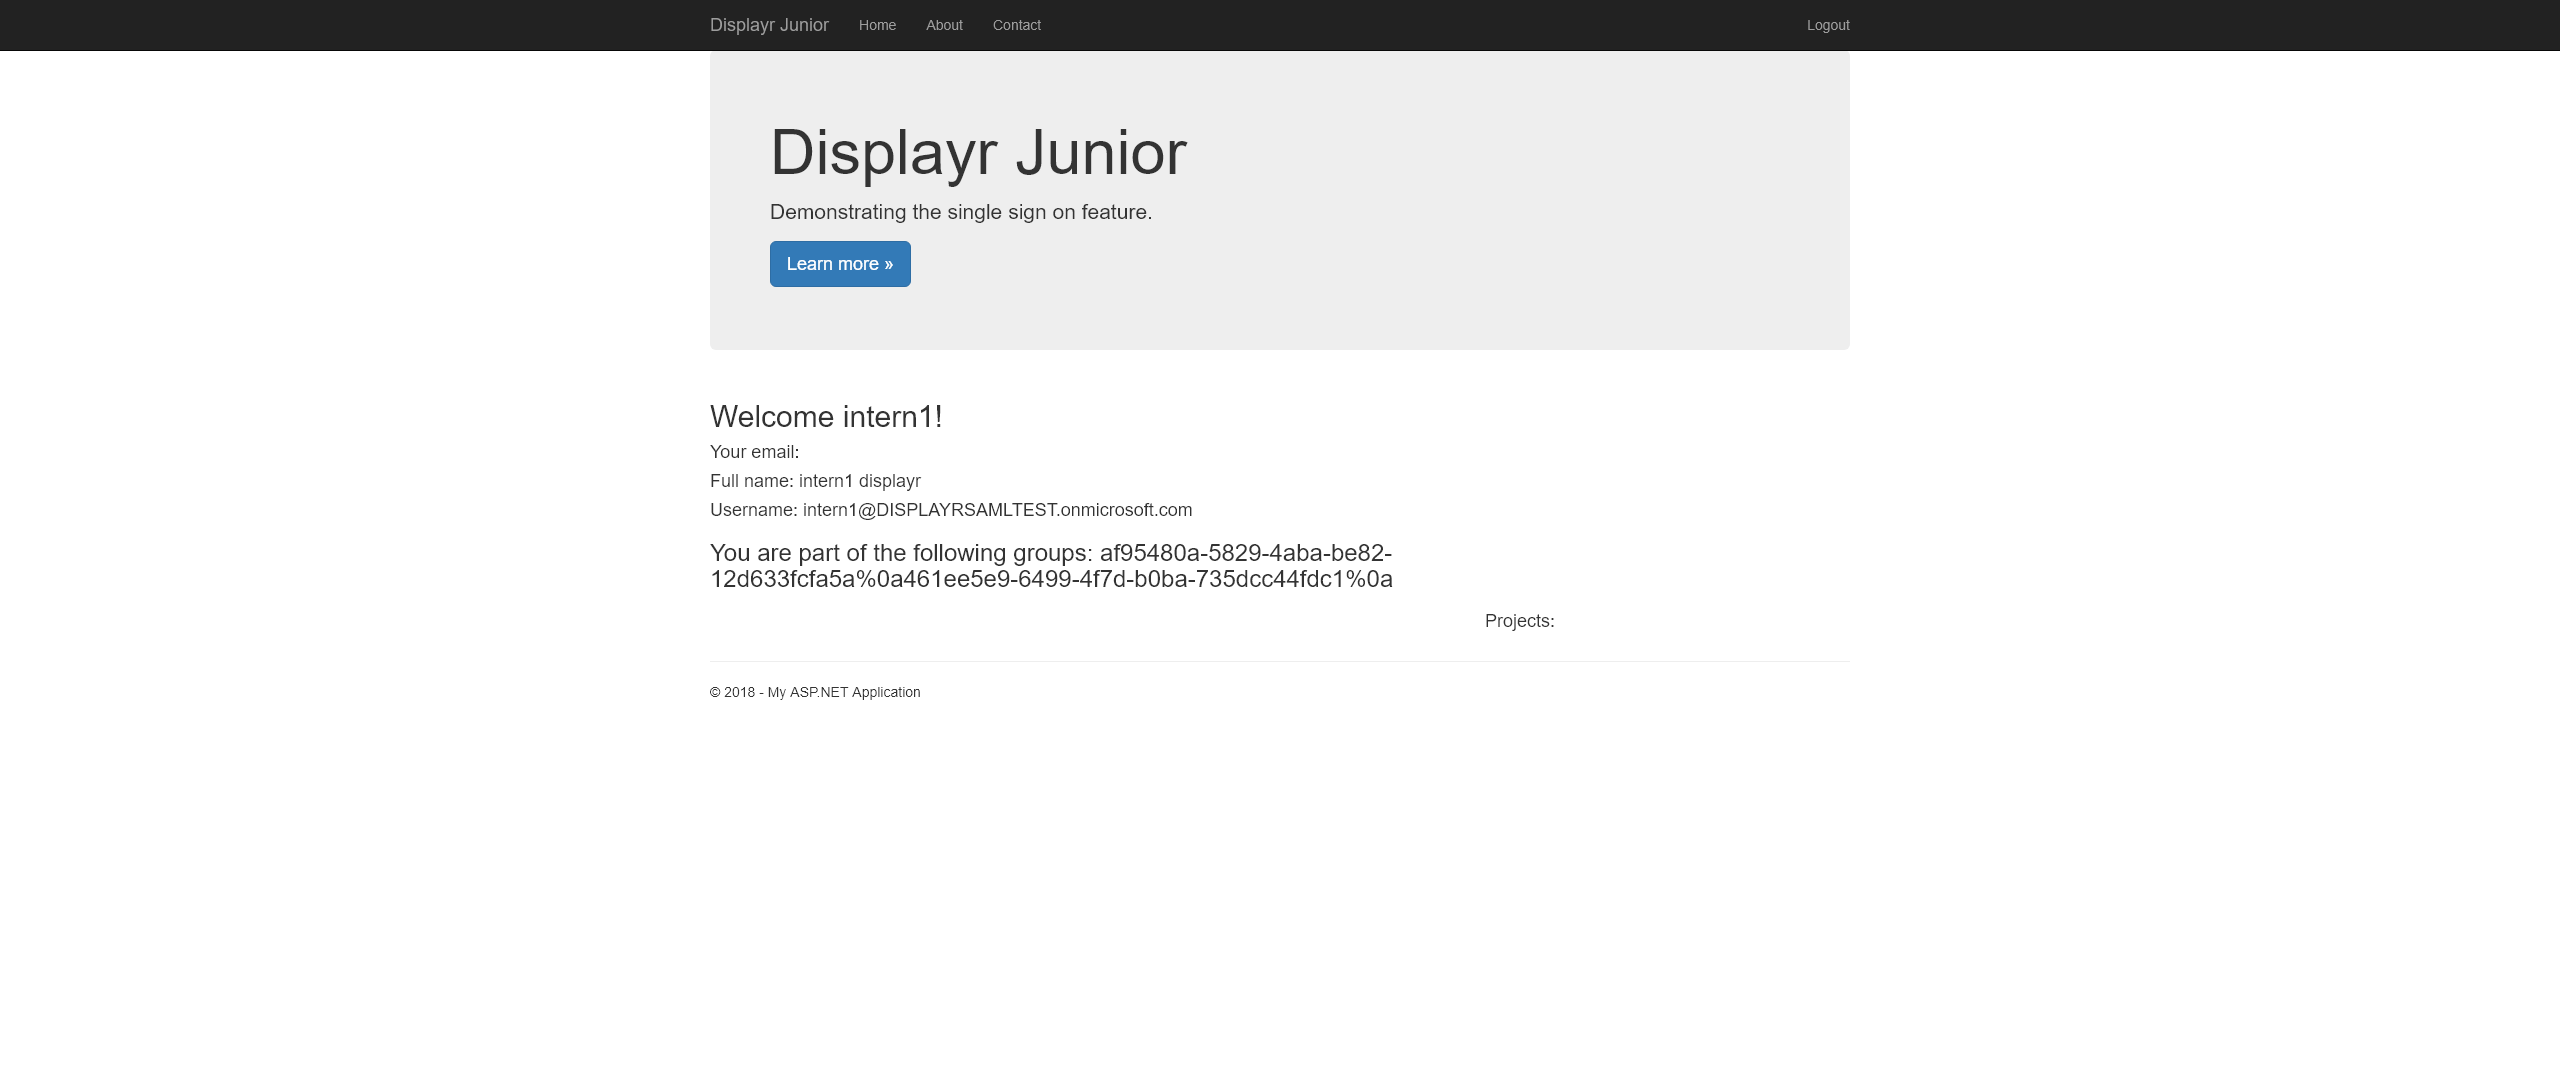 Displayr Junior Home About Contact Logout
Displayr Junior
Demonstrating the single sign on feature.
Learn more »
Welcome intern1!
Your email:
Full name: intern1 displayr
Username: intern1@DISPLAYRSAMLTEST.onmicrosoft.com
You are part of the following groups: af95480a-5829-4aba-be82-
12d633fcfa5a%0a461ee5e9-6499-4f7d-b0ba-735dcc44fdc1%0a
Projects:
© 2018 - My ASP.NET Application